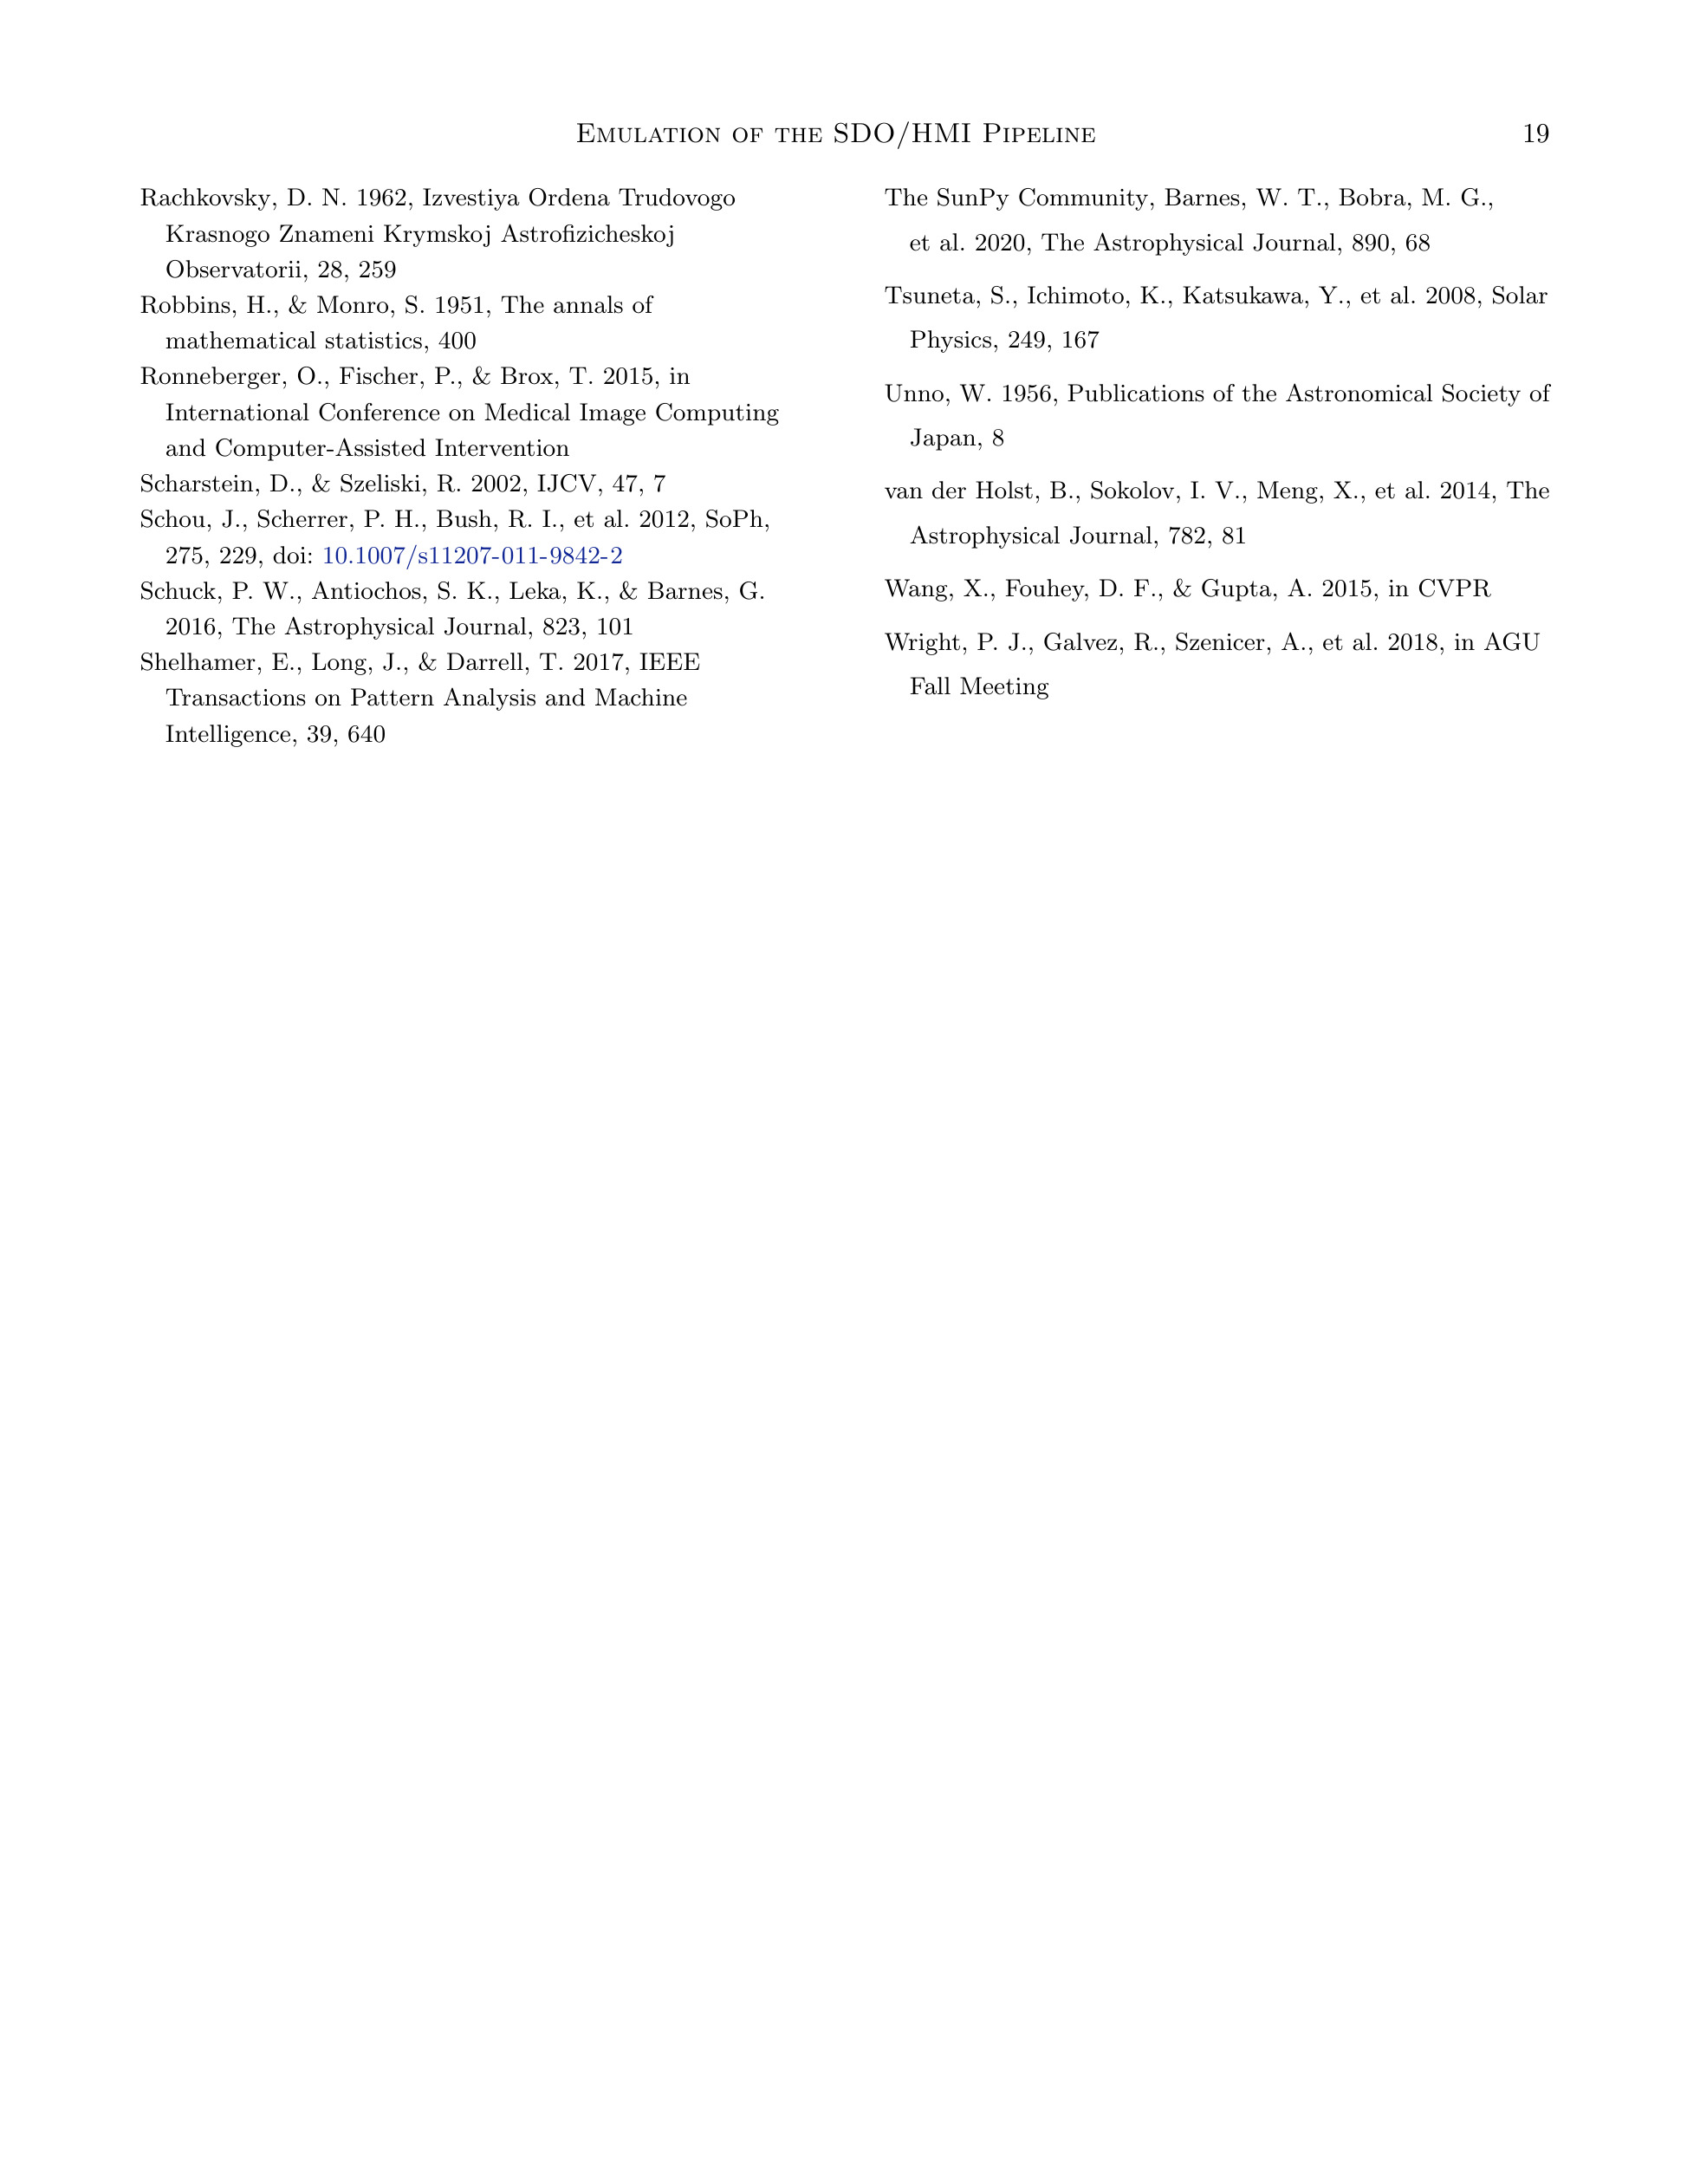 Emulation of the SDO/HMI Pipeline 19
Rachkovsky, D. N. 1962, Izvestiya Ordena Trudovogo
Krasnogo Znameni Krymskoj Astrofizicheskoj
Observatorii, 28, 259
Robbins, H., & Monro, S. 1951, The annals of
mathematical statistics, 400
Ronneberger, O., Fischer, P., & Brox, T. 2015, in
International Conference on Medical Image Computing
and Computer-Assisted Intervention
Scharstein, D., & Szeliski, R. 2002, IJCV, 47, 7
Schou, J., Scherrer, P. H., Bush, R. I., et al. 2012, SoPh,
275, 229, doi: 10.1007/s11207-011-9842-2
Schuck, P. W., Antiochos, S. K., Leka, K., & Barnes, G.
2016, The Astrophysical Journal, 823, 101
Shelhamer, E., Long, J., & Darrell, T. 2017, IEEE
Transactions on Pattern Analysis and Machine
Intelligence, 39, 640
The SunPy Community, Barnes, W. T., Bobra, M. G.,
et al. 2020, The Astrophysical Journal, 890, 68
Tsuneta, S., Ichimoto, K., Katsukawa, Y., et al. 2008, Solar
Physics, 249, 167
Unno, W. 1956, Publications of the Astronomical Society of
Japan, 8
van der Holst, B., Sokolov, I. V., Meng, X., et al. 2014, The
Astrophysical Journal, 782, 81
Wang, X., Fouhey, D. F., & Gupta, A. 2015, in CVPR
Wright, P. J., Galvez, R., Szenicer, A., et al. 2018, in AGU
Fall Meeting